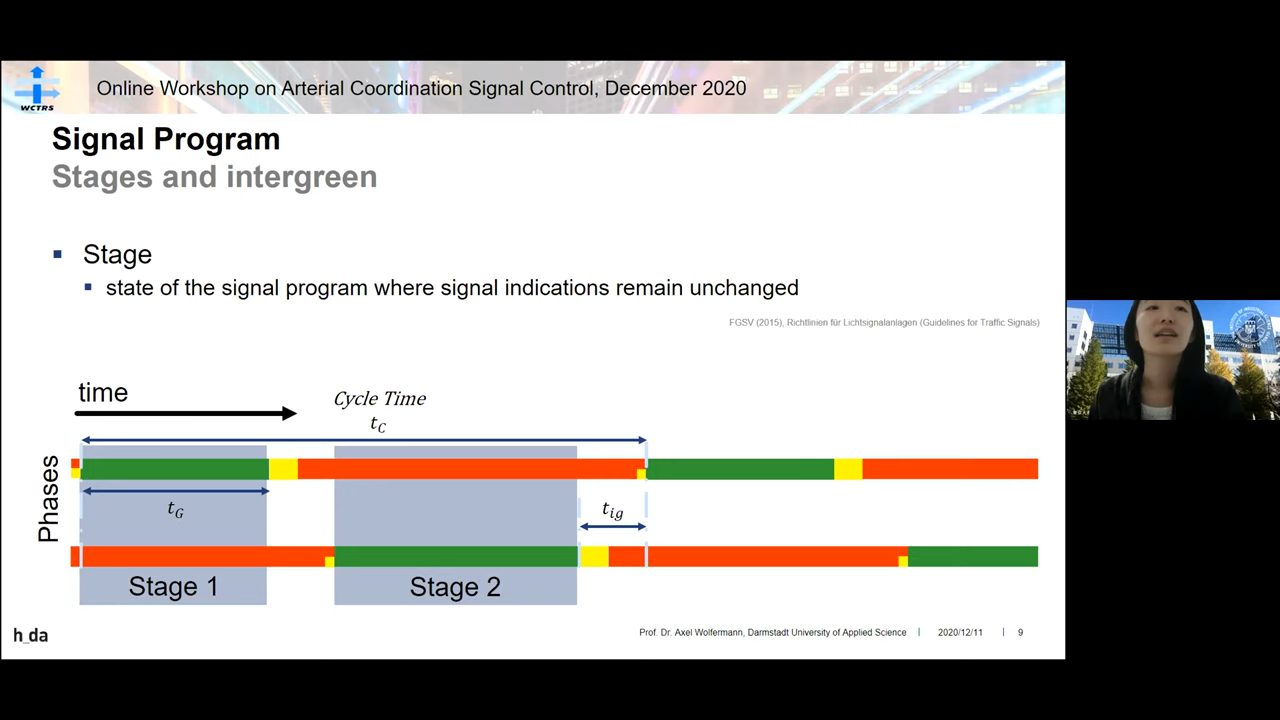 WCTRS
Online Workshop on Arterial Coordination Signal Control, December 2020
Signal Program
Stages and intergreen
Stage
state of the signal program where signal indications remain unchanged
FGSV (2015), Richtlinien für Lichtsignalanlagen (Guidelines for Traffic Signals)
time
Cycle Time
t_C
Phases
t_G
t_ig
Stage 1
Stage 2
h_da
Prof. Dr. Axel Wolfermann, Darmstadt University of Applied Science | 2020/12/11 | 9